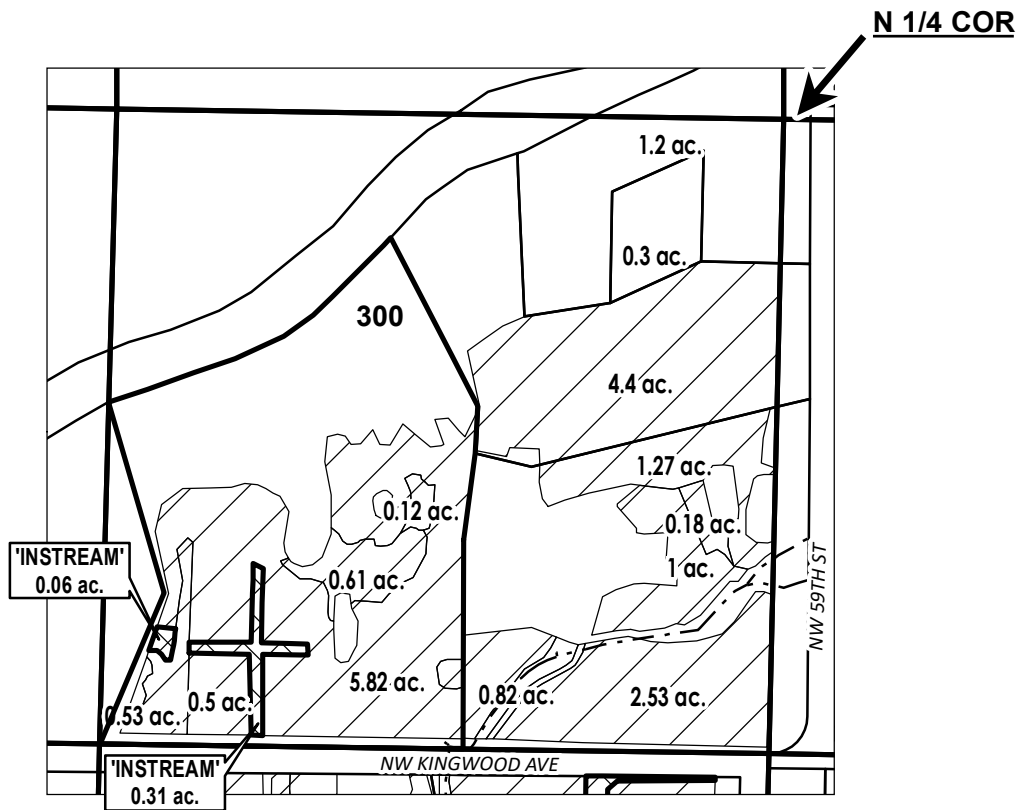 N 1/4 COR
1.2 ac.
0.3 ac.
300
4.4 ac.
1.27 ac.
0.12 ac.
0.18 ac.
'INSTREAM'
0.06 ac.
0.61 ac.
1 ac.
NW 59TH ST
5.82 ac.
0.5 ac.
0.82 ac.
2.53 ac.
0.53 ac.
'INSTREAM'
0.31 ac.
NW KINGWOOD AVE